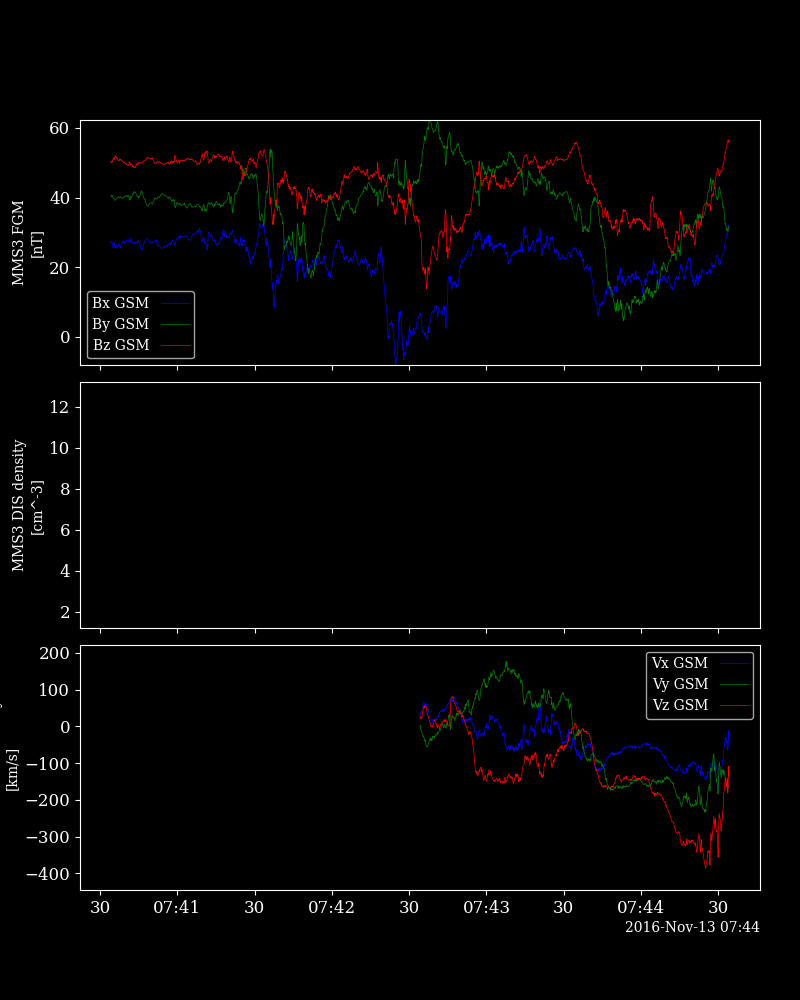 60
40
20
0
MMS3 FGM
[nT]
Bx GSM
By GSM
Bz GSM
12
10
8
6
4
2
MMS3 DIS density
[cm^-3]
200
100
0
−100
−200
−300
−400
[km/s]
Vx GSM
Vy GSM
Vz GSM
30 07:41 30 07:42 30 07:43 30 07:44 30
2016-Nov-13 07:44